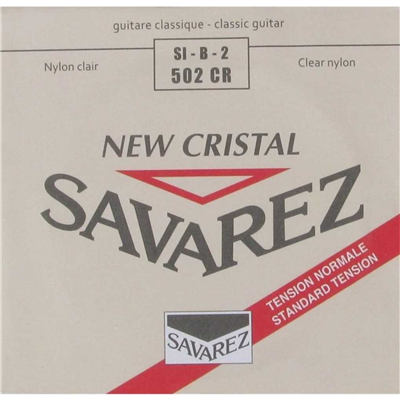 guitare classique - classic guitar
Nylon clair
SI - B - 2
502 CR
Clear nylon
NEW CRISTAL
SAVAREZ
TENSION NORMALE
STANDARD TENSION
SAVAREZ